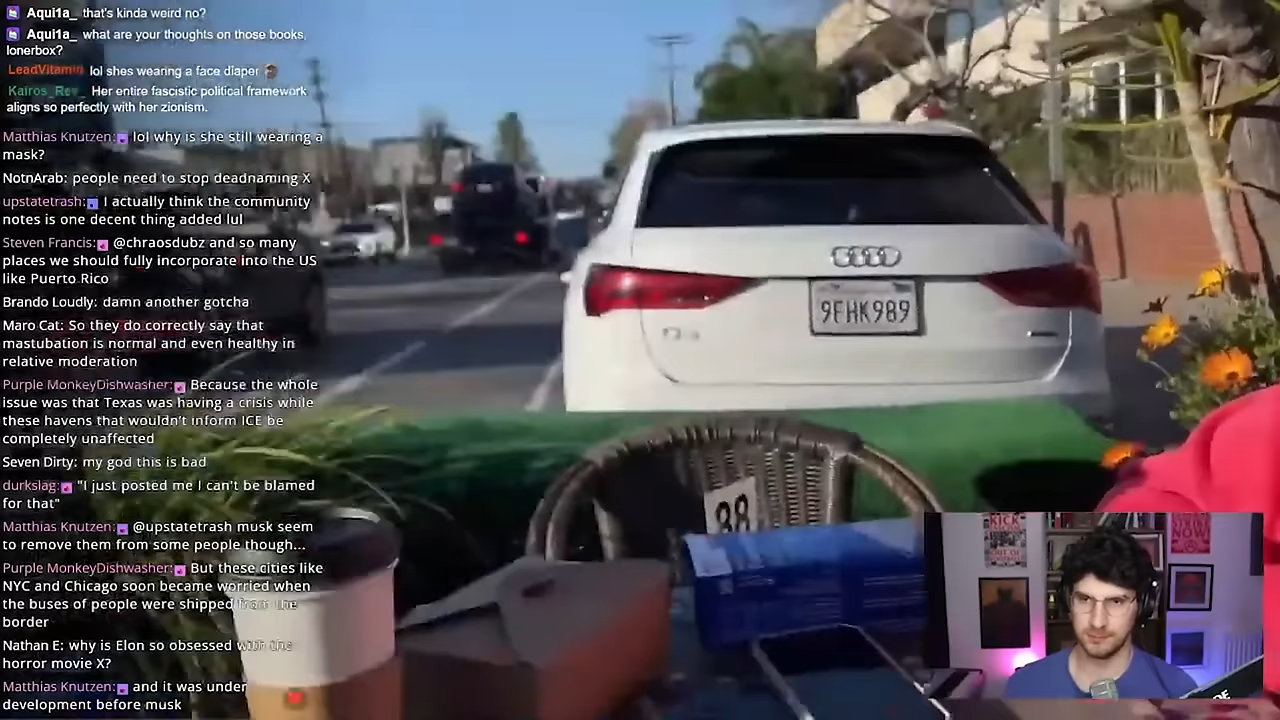 Aqui1a_ that's kinda weird no?
Aqui1a_ what are your thoughts on those books,
lonerbox?
LeadVitamin lol shes wearing a face diaper
Kairos_Rev_ Her entire fascistic political framework
aligns so perfectly with her zionism.
Matthias Knutzen: lol why is she still wearing a
mask?
NotnArab: people need to stop deadnaming X
upstatetrash: I actually think the community
notes is one decent thing added lul
Steven Francis: @chraosdubz and so many
places we should fully incorporate into the US
like Puerto Rico
Brando Loudly: damn another gotcha
Maro Cat: So they do correctly say that
mastubation is normal and even healthy in
relative moderation
Purple MonkeyDishwasher: Because the whole
issue was that Texas was having a crisis while
these havens that wouldn't inform ICE be
completely unaffected
Seven Dirty: my god this is bad
durkslag: "I just posted me I can't be blamed
for that"
Matthias Knutzen: @upstatetrash musk seem
to remove them from some people though...
Purple MonkeyDishwasher: But these cities like
NYC and Chicago soon became worried when
the buses of people were shipped from the
border
Nathan E: why is Elon so obsessed with the
horror movie X?
Matthias Knutzen: and it was under
development before musk
9FHK989
Q3
88
KICK
OUT OF
FOOTBALL
STRIKE
NOW!